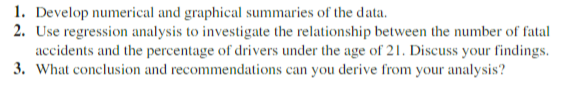 1. Develop numerical and graphical summaries of the data.
2. Use regression analysis to investigate the relationship between the number of fatal
accidents and the percentage of drivers under the age of 21. Discuss your findings.
3. What conclusion and recommendations can you derive from your analysis?